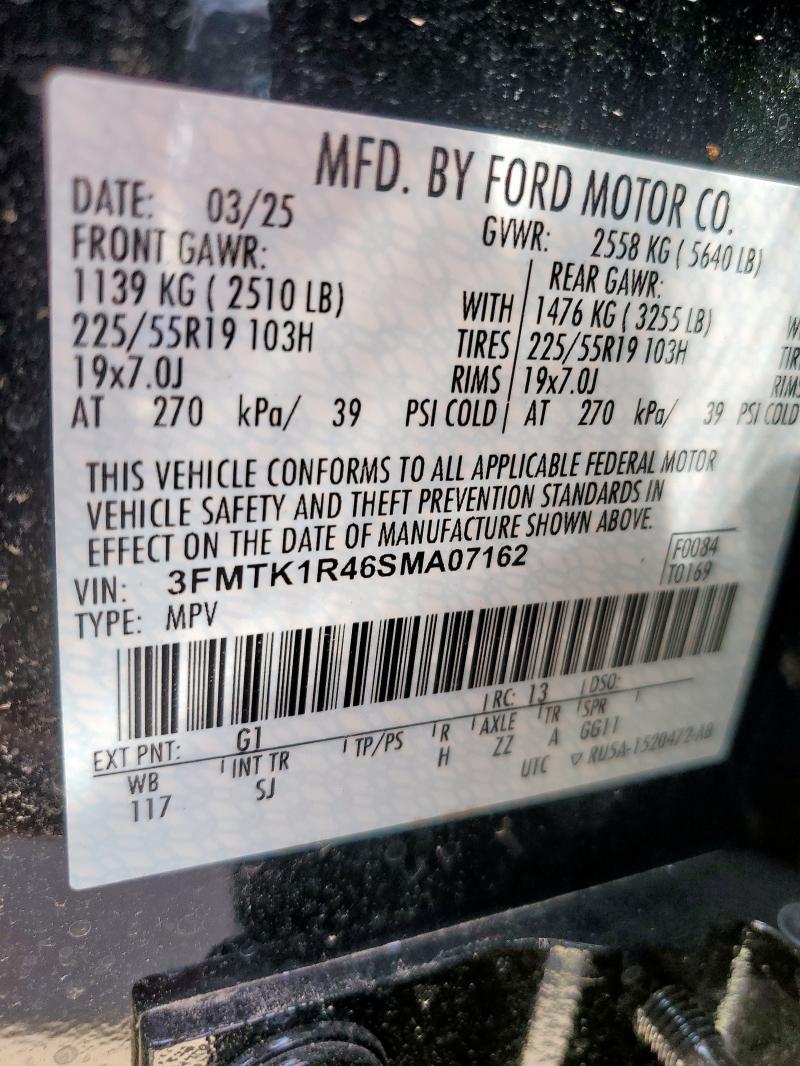 MFD. BY FORD MOTOR CO.
DATE: 03/25 GVWR: 2558 KG ( 5640 LB)
FRONT GAWR: REAR GAWR:
1139 KG ( 2510 LB) WITH 1476 KG ( 3255 LB) W
225/55R19 103H TIRES 225/55R19 103H TIR
19x7.0J RIMS 19x7.0J RIMS
AT 270 kPa/ 39 PSI COLD AT 270 kPa/ 39 PSI COLD
THIS VEHICLE CONFORMS TO ALL APPLICABLE FEDERAL MOTOR
VEHICLE SAFETY AND THEFT PREVENTION STANDARDS IN
EFFECT ON THE DATE OF MANUFACTURE SHOWN ABOVE.
VIN: 3FMTK1R46SMA07162 F0084
TYPE: MPV T0169
EXT PNT: G1 RC: 13 DSO:
WB INT TR TP/PS R AXLE TR SPR
117 SJ H ZZ A GG11
UTC